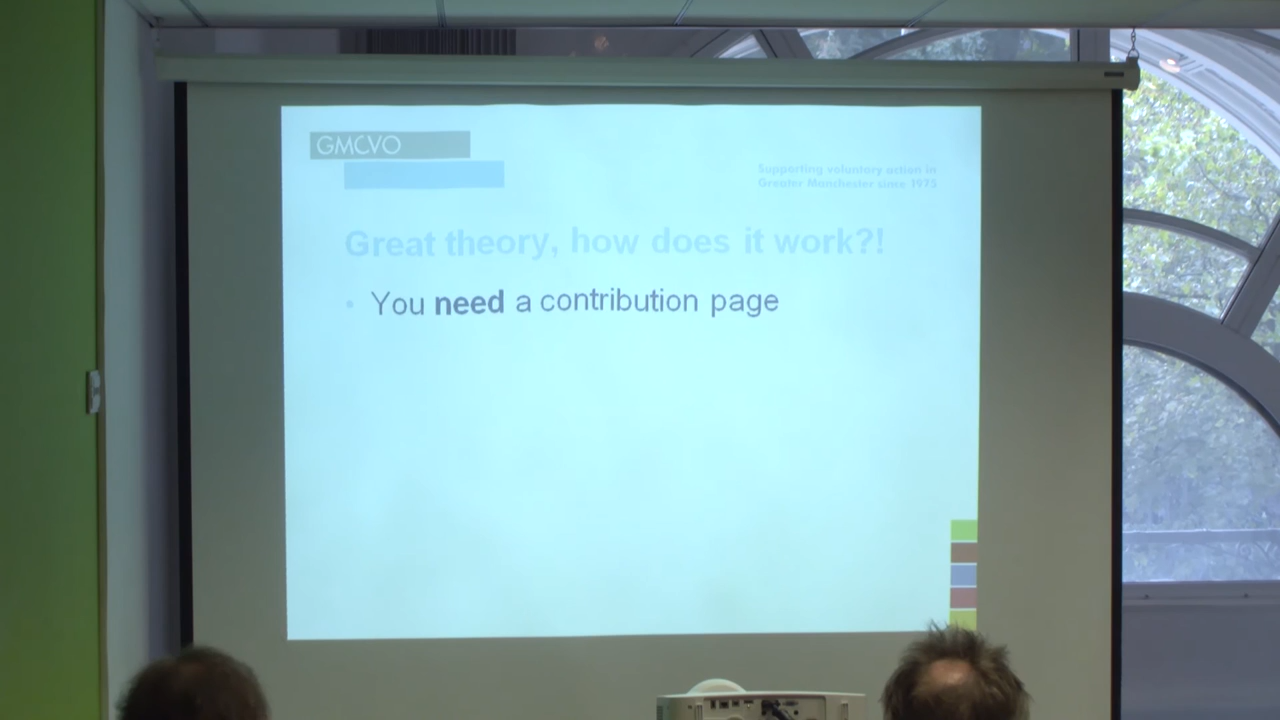 GMCVO
Supporting voluntary action in
Greater Manchester since 1975
Great theory, how does it work?!
• You need a contribution page